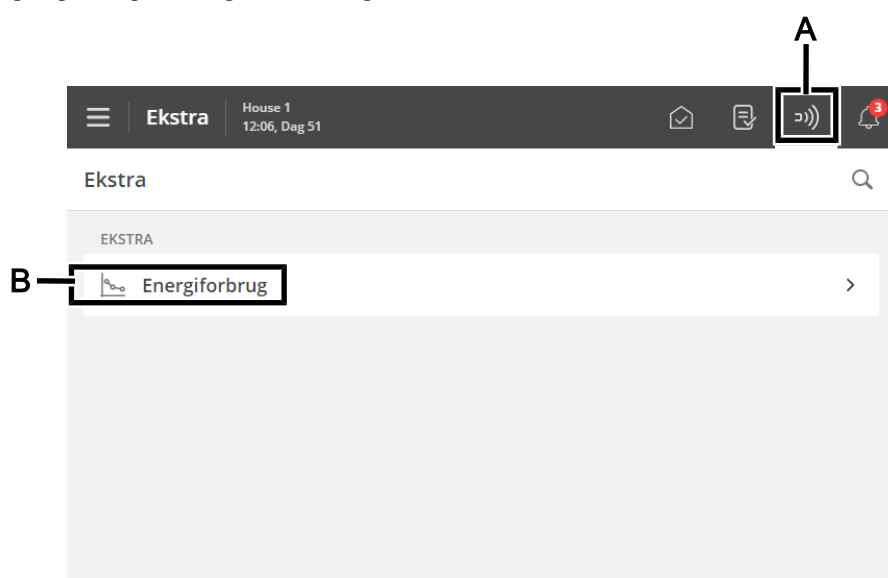 A
Ekstra
House 1
12:06, Dag 51
3
Ekstra
EKSTRA
B
Energiforbrug